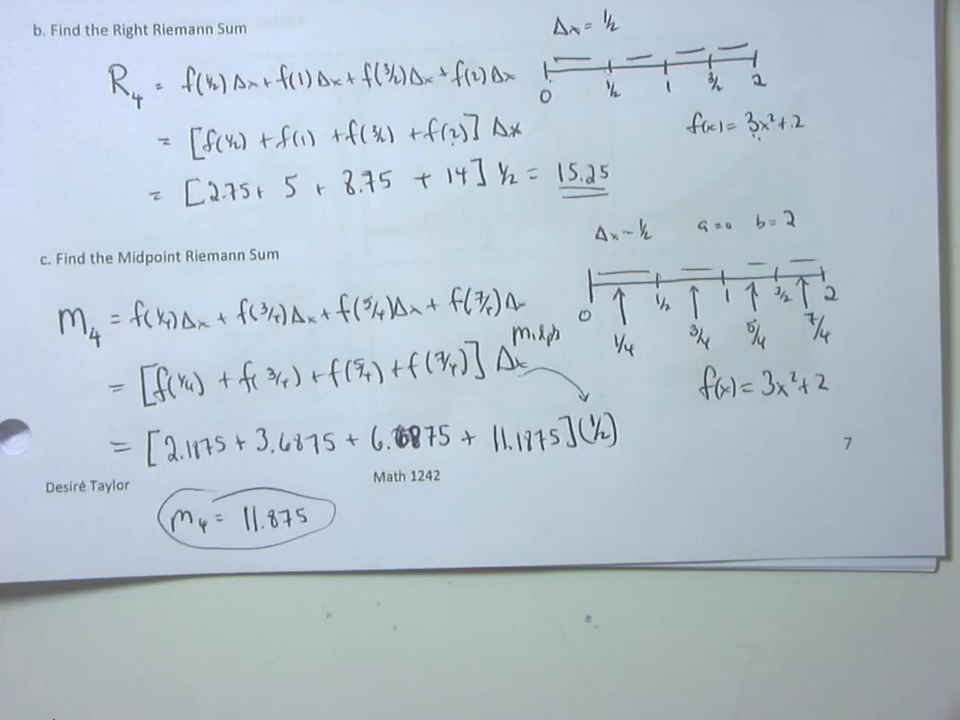 b. Find the Right Riemann Sum
Δx = 1/2
R₄ = f(1/2)Δx + f(1)Δx + f(3/2)Δx + f(2)Δx
0 1/2 1 3/2 2
= [f(1/2) + f(1) + f(3/2) + f(2)] Δx
f(x) = 3x² + 2
= [2.75 + 5 + 8.75 + 14] 1/2 = 15.25
Δx = 1/2 a=0 b=2
c. Find the Midpoint Riemann Sum
0 1/2 1 3/2 2
M₄ = f(1/4)Δx + f(3/4)Δx + f(5/4)Δx + f(7/4)Δx
1/4 3/4 5/4 7/4
midpts
= [f(1/4) + f(3/4) + f(5/4) + f(7/4)] Δx
f(x) = 3x² + 2
= [2.1875 + 3.6875 + 6.6875 + 11.1875](1/2)
7
Desiré Taylor Math 1242
M₄ = 11.875